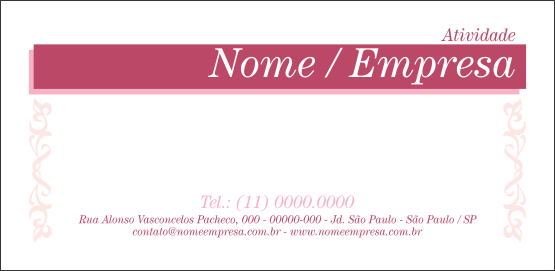 Atividade
Nome / Empresa
Tel.: (11) 0000.0000
Rua Alonso Vasconcelos Pacheco, 000 - 00000-000 - Jd. São Paulo - São Paulo / SP
contato@nomeempresa.com.br - www.nomeempresa.com.br